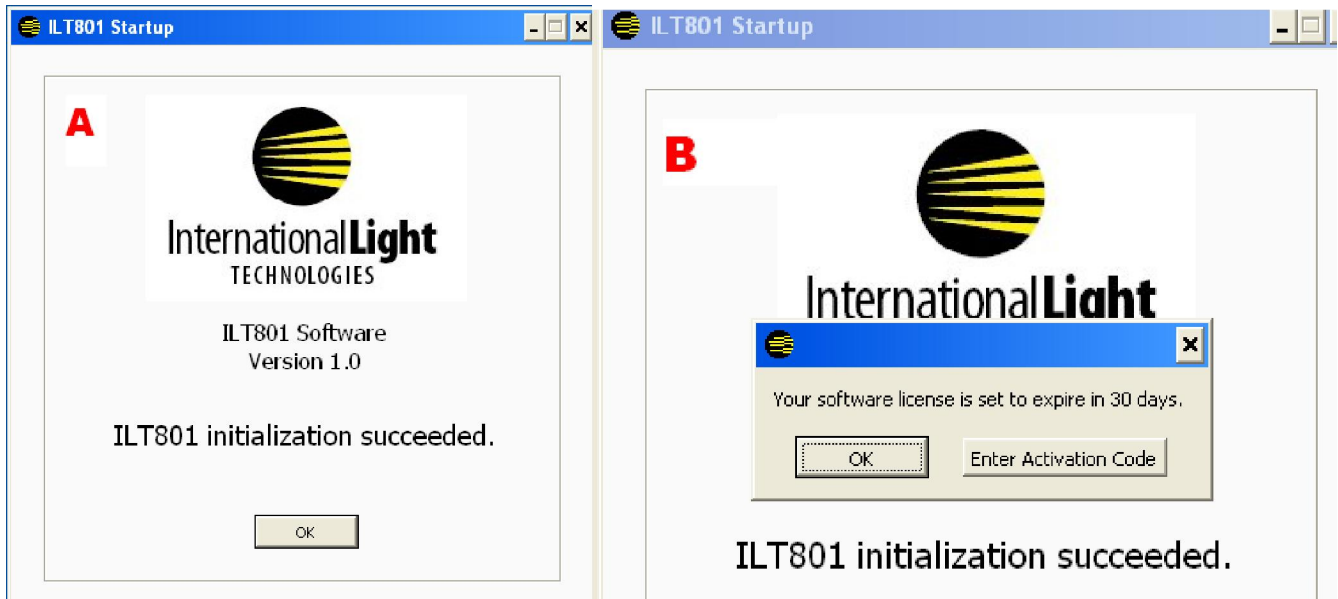 ILT801 Startup
A
International Light
TECHNOLOGIES
ILT801 Software
Version 1.0
ILT801 initialization succeeded.
OK
ILT801 Startup
B
International Light
Your software license is set to expire in 30 days.
OK
Enter Activation Code
ILT801 initialization succeeded.